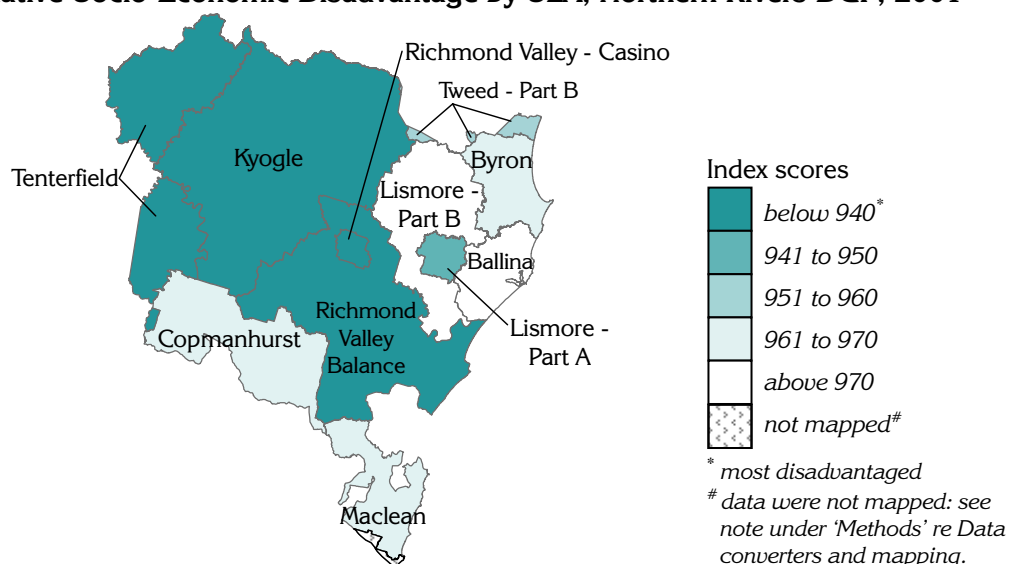 Socio-Economic Disadvantage by SLA, Northern Rivers DGP, 2001
Richmond Valley - Casino
Tweed - Part B
Byron
Kyogle
Tenterfield
Lismore -
Part B
Ballina
Richmond
Valley
Balance
Copmanhurst
Lismore -
Part A
Maclean
Index scores
below 940*
941 to 950
951 to 960
961 to 970
above 970
not mapped#
* most disadvantaged
# data were not mapped: see
note under ‘Methods’ re Data
converters and mapping.